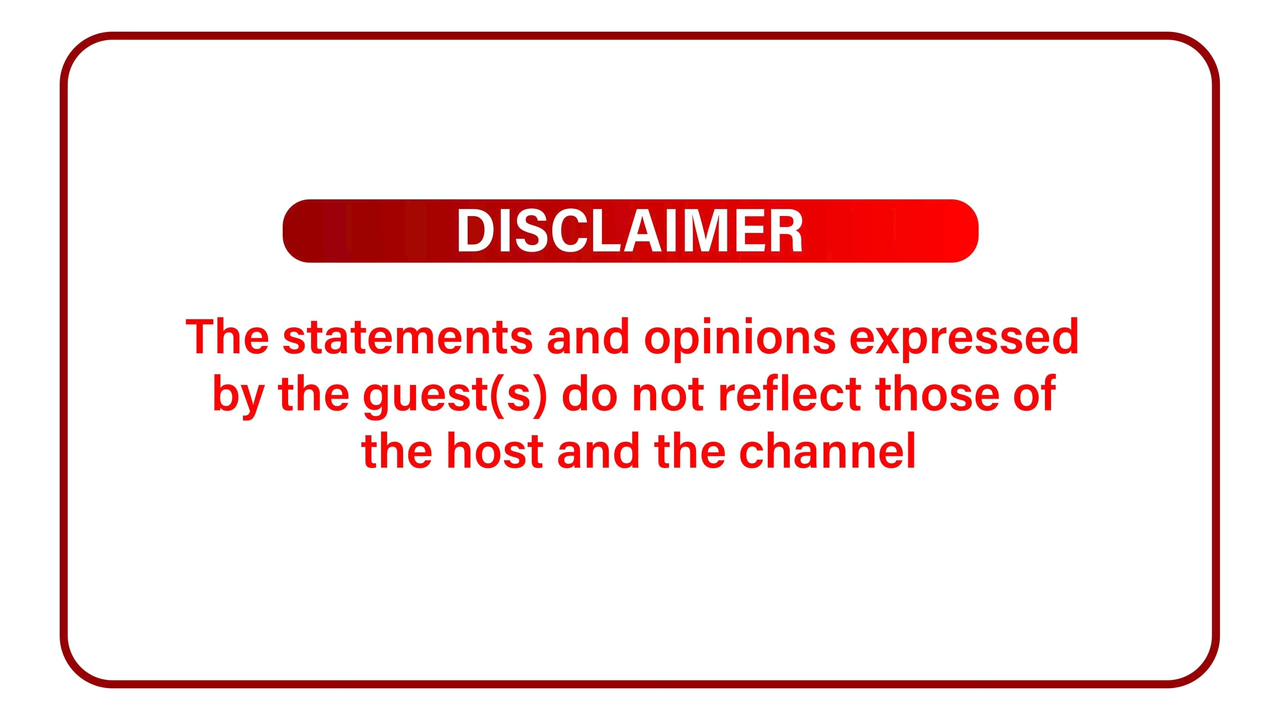 DISCLAIMER
The statements and opinions expressed
by the guest(s) do not reflect those of
the host and the channel